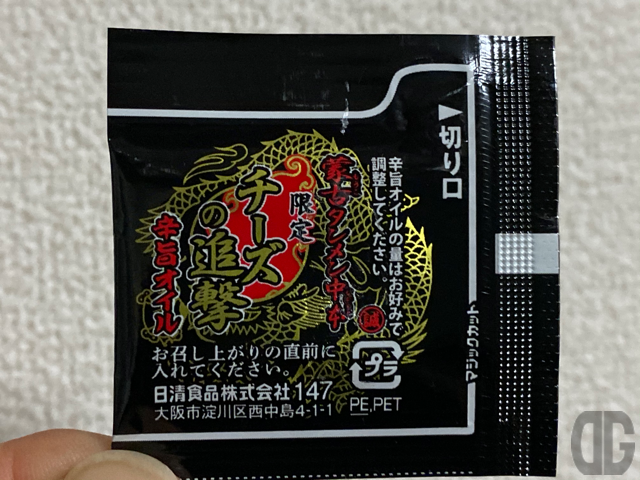 切り口
辛旨オイルの量はお好みで
調整してください。
蒙古タンメン中本
誠
限定
チーズ
の追撃
辛旨オイル
お召し上がりの直前に
入れてください。
プラ
PE,PET
日清食品株式会社 147
大阪市淀川区西中島4-1-1
マジックカット
DG